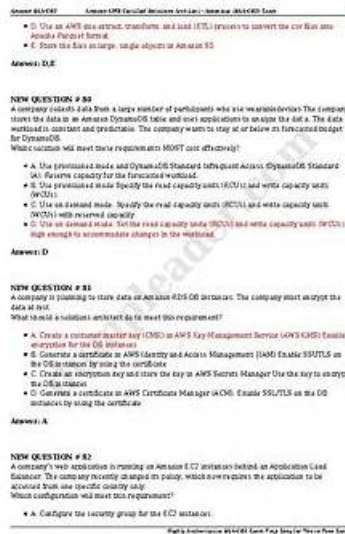 D. Use an AWS Glue extract, transform, and load (ETL) process to convert the csv files into
Apache Parquet format.
E. Store the files as large, single objects in Amazon S3.
Answer: D,E
NEW QUESTION # 80
A company collects data from a large number of participants who use wearable devices. The company
stores the data in an Amazon DynamoDB table and uses applications to analyze the data. The data
workload is constant and predictable. The company wants to stay at or below its forecasted budget
for DynamoDB.
Which solution will meet these requirements MOST cost effectively?
A. Use provisioned mode and DynamoDB Standard Infrequent Access (DynamoDB Standard
IA). Reserve capacity for the forecasted workload.
B. Use provisioned mode Specify the read capacity units (RCUs) and write capacity units
(WCUs).
C. Use on demand mode. Specify the read capacity units (RCUs) and write capacity units
(WCUs) with reserved capacity.
D. Use on demand mode. Set the read capacity units (RCUs) and write capacity units (WCUs)
high enough to accommodate changes in the workload.
Answer: D
NEW QUESTION # 81
A company is planning to store data on Amazon RDS DB instances. The company must encrypt the
data at rest.
What should a solutions architect do to meet this requirement?
A. Create a customer master key (CMK) in AWS Key Management Service (AWS KMS) Enable
encryption for the DB instances
B. Generate a certificate in AWS Identity and Access Management (IAM) Enable SSL/TLS on
the DB instances by using the certificate
C. Create an encryption key and store the key in AWS Secrets Manager Use the key to encrypt
the DB instances
D. Generate a certificate in AWS Certificate Manager (ACM). Enable SSL/TLS on the DB
instances by using the certificate
Answer: A
NEW QUESTION # 82
A company's web application is running on Amazon EC2 instances behind an Application Load
Balancer. The company recently changed its policy, which now requires the application to be
accessed from one specific country only.
Which configuration will meet this requirement?
A. Configure the security group for the EC2 instances.